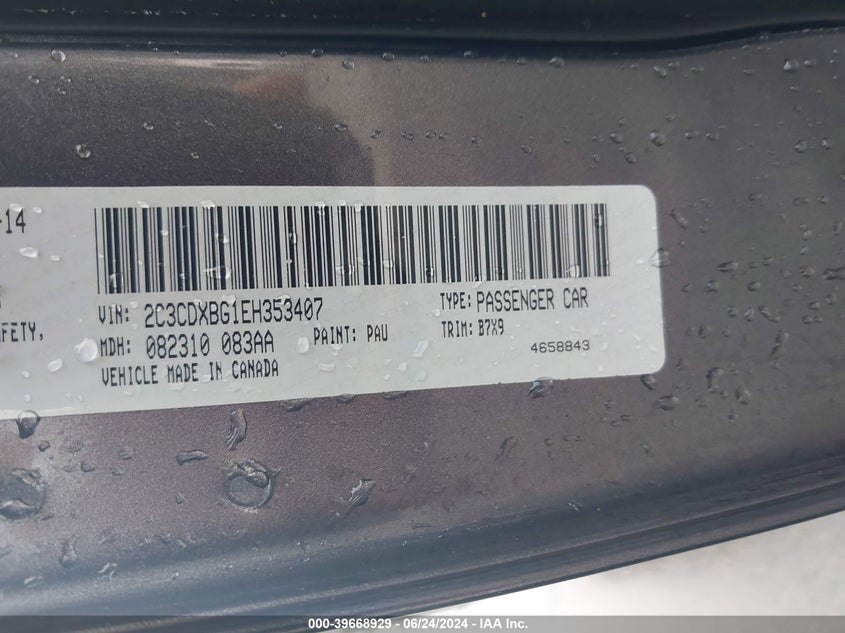 -14
VIN: 2C3CDXBG1EH353407
TYPE: PASSENGER CAR
FETY,
MDH: 082310 083AA
PAINT: PAU
TRIM: B7X9
VEHICLE MADE IN CANADA
4658843
000-39668929 - 06/24/2024 - IAA Inc.